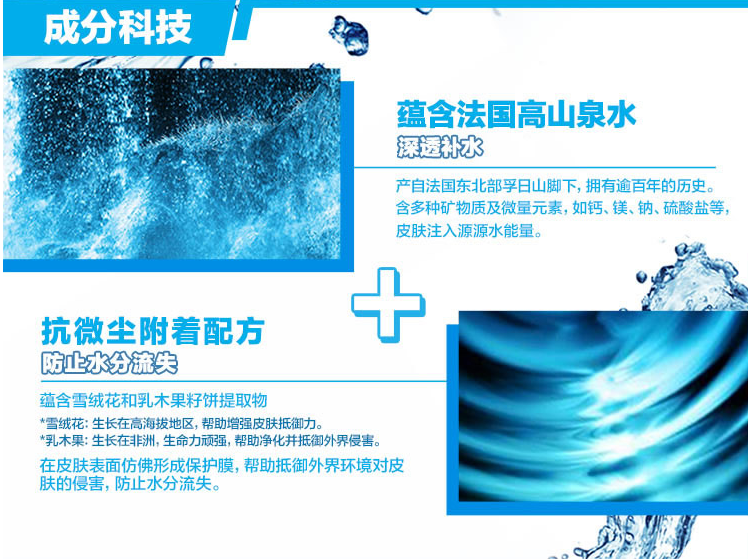 成分科技
蕴含法国高山泉水
深透补水
产自法国东北部孚日山脚下，拥有逾百年的历史。
含多种矿物质及微量元素，如钙、镁、钠、硫酸盐等，
皮肤注入源源水能量。
抗微尘附着配方
防止水分流失
蕴含雪绒花和乳木果籽饼提取物
*雪绒花：生长在高海拔地区，帮助增强皮肤抵御力。
*乳木果：生长在非洲，生命力顽强，帮助净化并抵御外界侵害。
在皮肤表面仿佛形成保护膜，帮助抵御外界环境对皮
肤的侵害，防止水分流失。